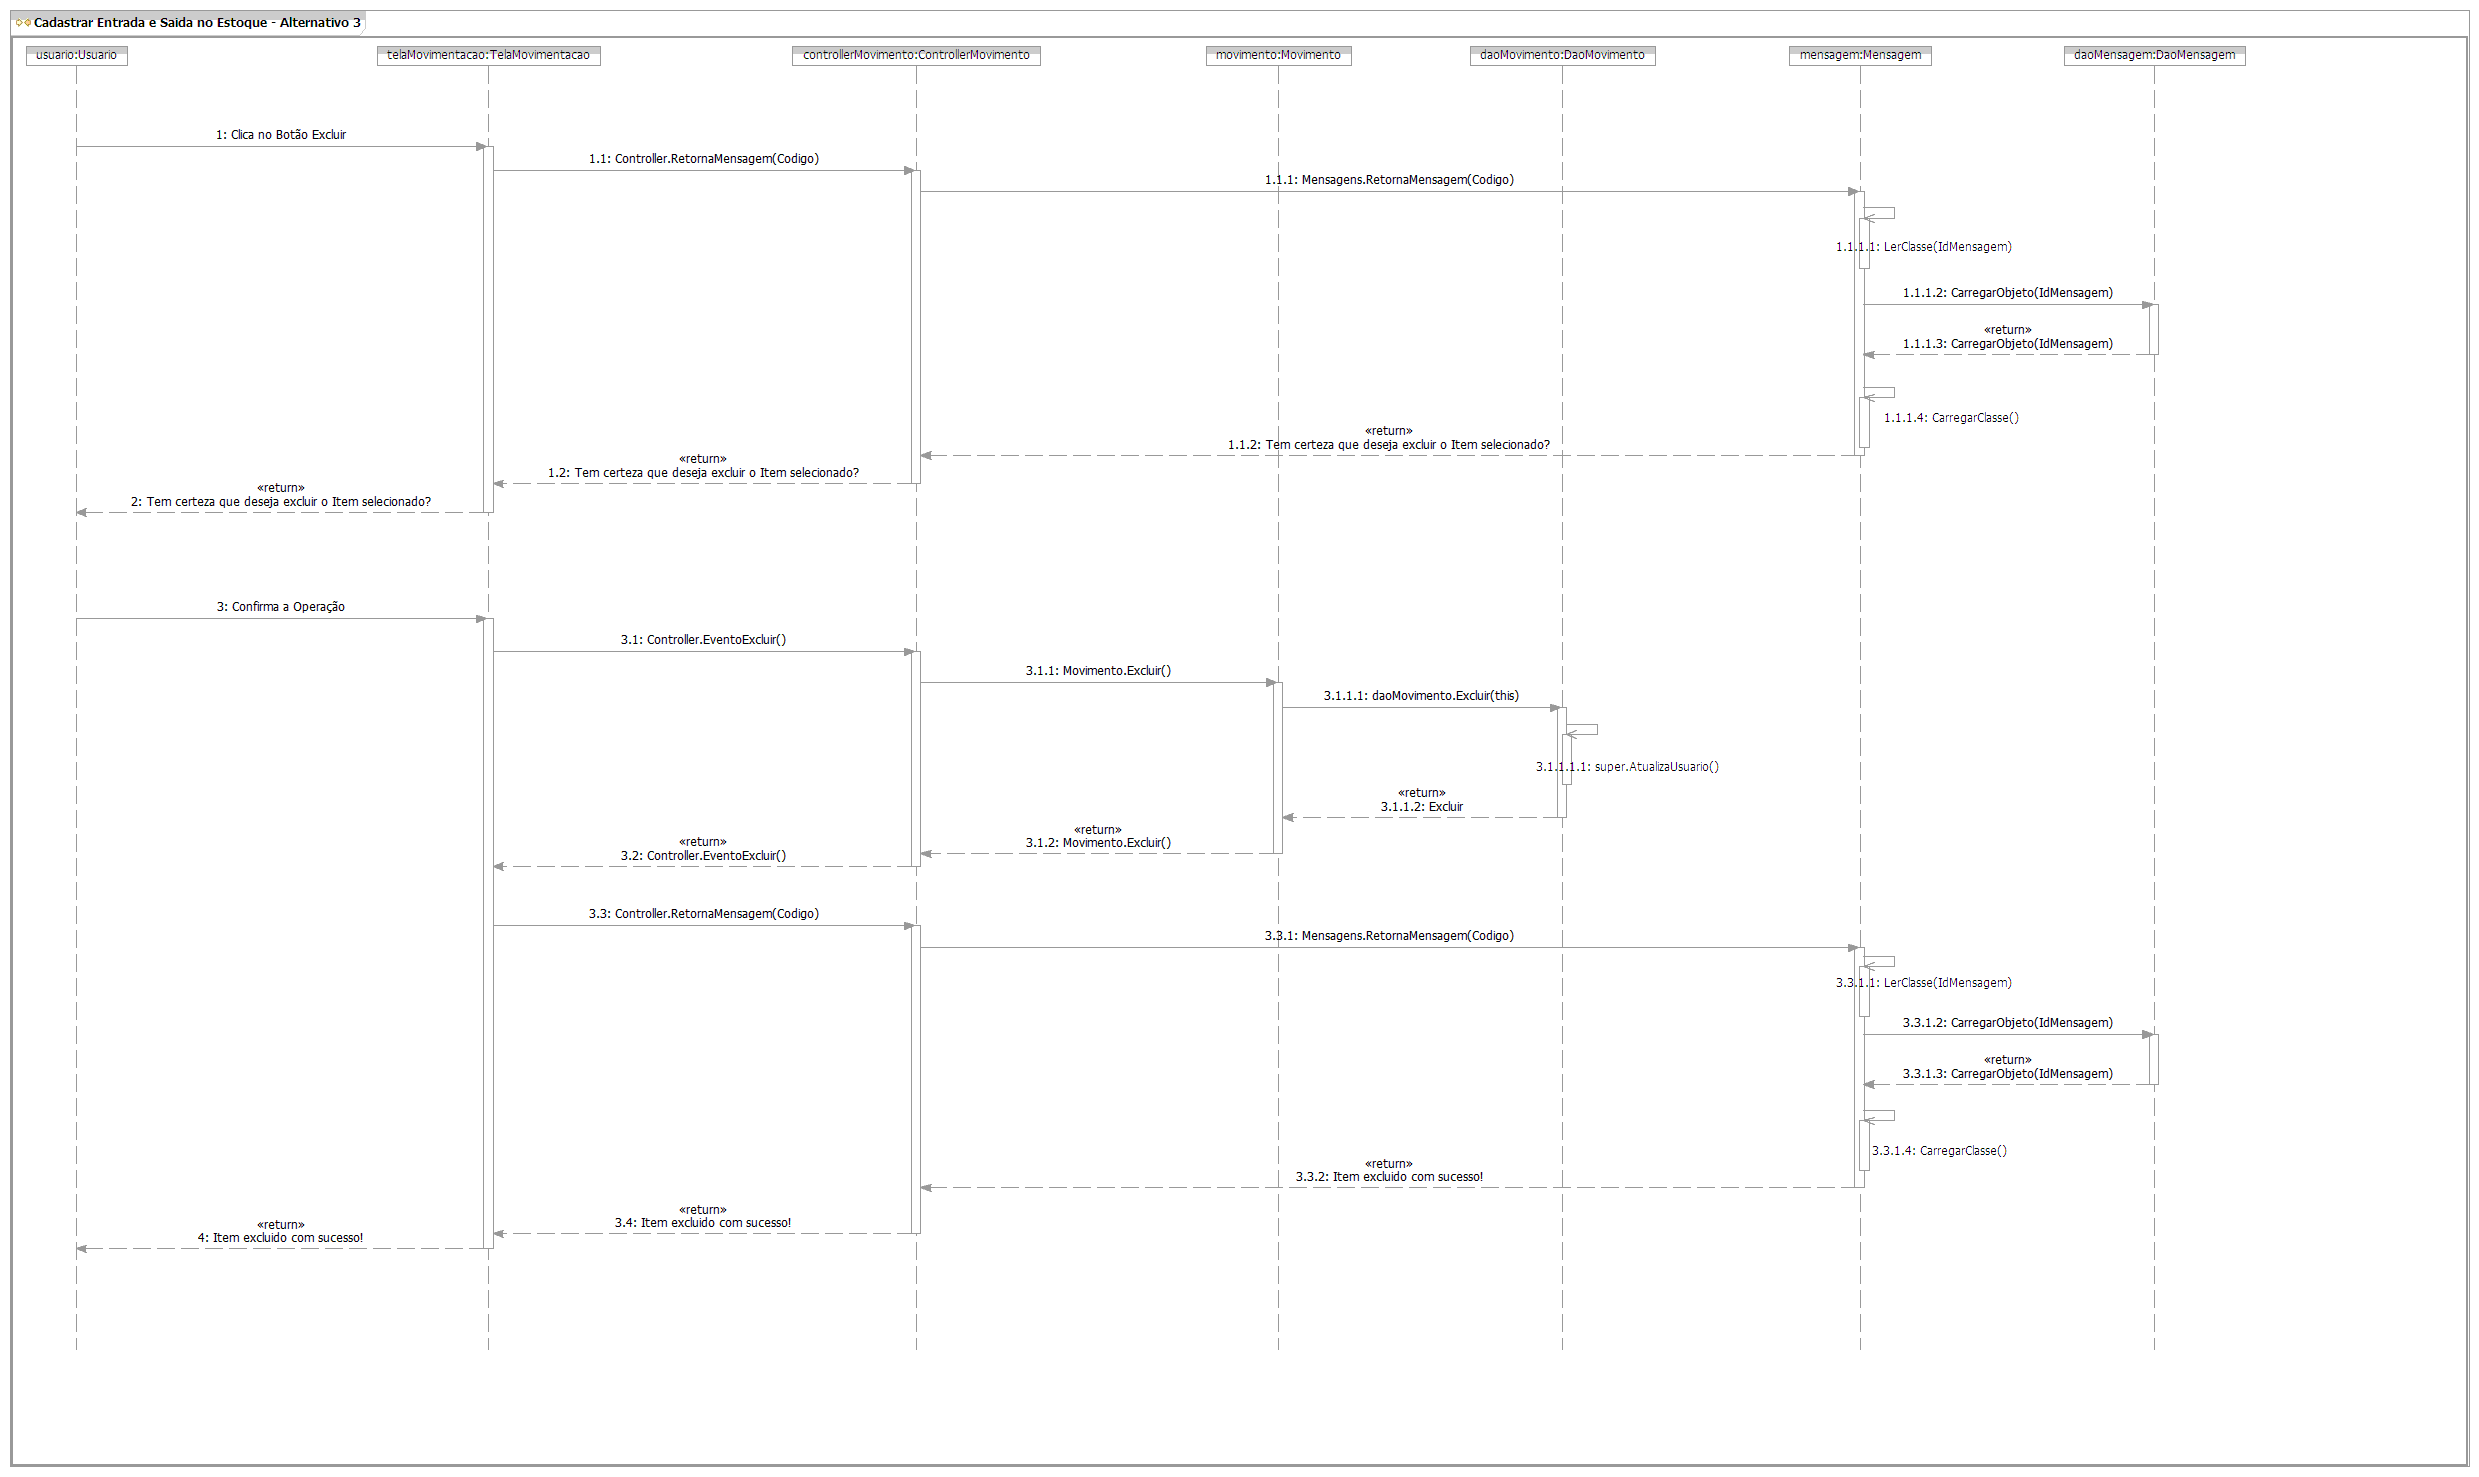 Cadastrar Entrada e Saída no Estoque - Alternativo 3
usuario:Usuario
telaMovimentacao:TelaMovimentacao
controllerMovimento:ControllerMovimento
movimento:Movimento
daoMovimento:DaoMovimento
mensagem:Mensagem
daoMensagem:DaoMensagem
1: Clica no Botão Excluir
1.1: Controller.RetornaMensagem(Codigo)
1.1.1: Mensagens.RetornaMensagem(Codigo)
1.1.1.1: LerClasse(IdMensagem)
1.1.1.2: CarregarObjeto(IdMensagem)
«return»
1.1.1.3: CarregarObjeto(IdMensagem)
1.1.1.4: CarregarClasse()
«return»
1.1.2: Tem certeza que deseja excluir o Item selecionado?
«return»
1.2: Tem certeza que deseja excluir o Item selecionado?
«return»
2: Tem certeza que deseja excluir o Item selecionado?
3: Confirma a Operação
3.1: Controller.EventoExcluir()
3.1.1: Movimento.Excluir()
3.1.1.1: daoMovimento.Excluir(this)
3.1.1.1.1: super.AtualizaUsuario()
«return»
3.1.1.2: Excluir
«return»
3.1.2: Movimento.Excluir()
«return»
3.2: Controller.EventoExcluir()
3.3: Controller.RetornaMensagem(Codigo)
3.3.1: Mensagens.RetornaMensagem(Codigo)
3.3.1.1: LerClasse(IdMensagem)
3.3.1.2: CarregarObjeto(IdMensagem)
«return»
3.3.1.3: CarregarObjeto(IdMensagem)
3.3.1.4: CarregarClasse()
«return»
3.3.2: Item excluido com sucesso!
«return»
3.4: Item excluido com sucesso!
«return»
4: Item excluido com sucesso!